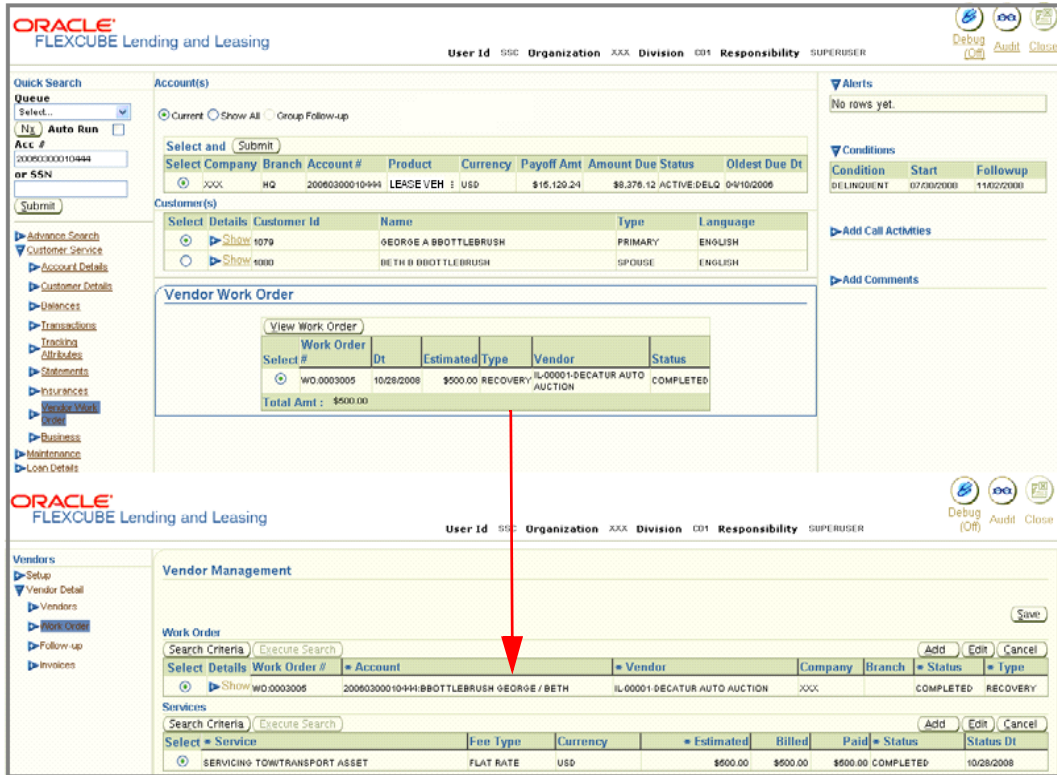 ORACLE
FLEXCUBE Lending and Leasing
User Id SSC Organization XXX Division C01 Responsibility SUPERUSER
Debug (Off) Audit Close
Quick Search
Queue
Select...
Nx Auto Run
Acc #
20060300010444
or SSN
Submit
Advance Search
Customer Service
Account Details
Customer Details
Balances
Transactions
Tracking Attributes
Statements
Insurances
Vendor Work Order
Business
Maintenance
Loan Details
Account(s)
Current Show All Group Follow-up
Select and Submit
Select Company Branch Account # Product Currency Payoff Amt Amount Due Status Oldest Due Dt
XXX HQ 20060300010444 LEASE VEH USD $15,129.24 $8,376.12 ACTIVE:DELQ 04/10/2006
Customer(s)
Select Details Customer Id Name Type Language
Show 1079 GEORGE A BBOTTLEBRUSH PRIMARY ENGLISH
Show 1080 BETH B BBOTTLEBRUSH SPOUSE ENGLISH
Vendor Work Order
View Work Order
Select Work Order # Dt Estimated Type Vendor Status
WO:0003005 10/28/2008 $500.00 RECOVERY IL-00001-DECATUR AUTO AUCTION COMPLETED
Total Amt : $500.00
Alerts
No rows yet.
Conditions
Condition Start Followup
DELINQUENT 07/30/2008 11/02/2008
Add Call Activities
Add Comments
ORACLE
FLEXCUBE Lending and Leasing
User Id SSC Organization XXX Division C01 Responsibility SUPERUSER
Debug (Off) Audit Close
Vendors
Setup
Vendor Detail
Vendors
Work Order
Follow-up
Invoices
Vendor Management
Save
Work Order
Search Criteria Execute Search Add Edit Cancel
Select Details Work Order # * Account * Vendor Company Branch * Status * Type
Show WO:0003005 20060300010444:BBOTTLEBRUSH GEORGE / BETH IL-00001-DECATUR AUTO AUCTION XXX COMPLETED RECOVERY
Services
Search Criteria Execute Search Add Edit Cancel
Select * Service Fee Type Currency * Estimated Billed Paid * Status Status Dt
SERVICING TOW/TRANSPORT ASSET FLAT RATE USD $500.00 $500.00 $500.00 COMPLETED 10/28/2008